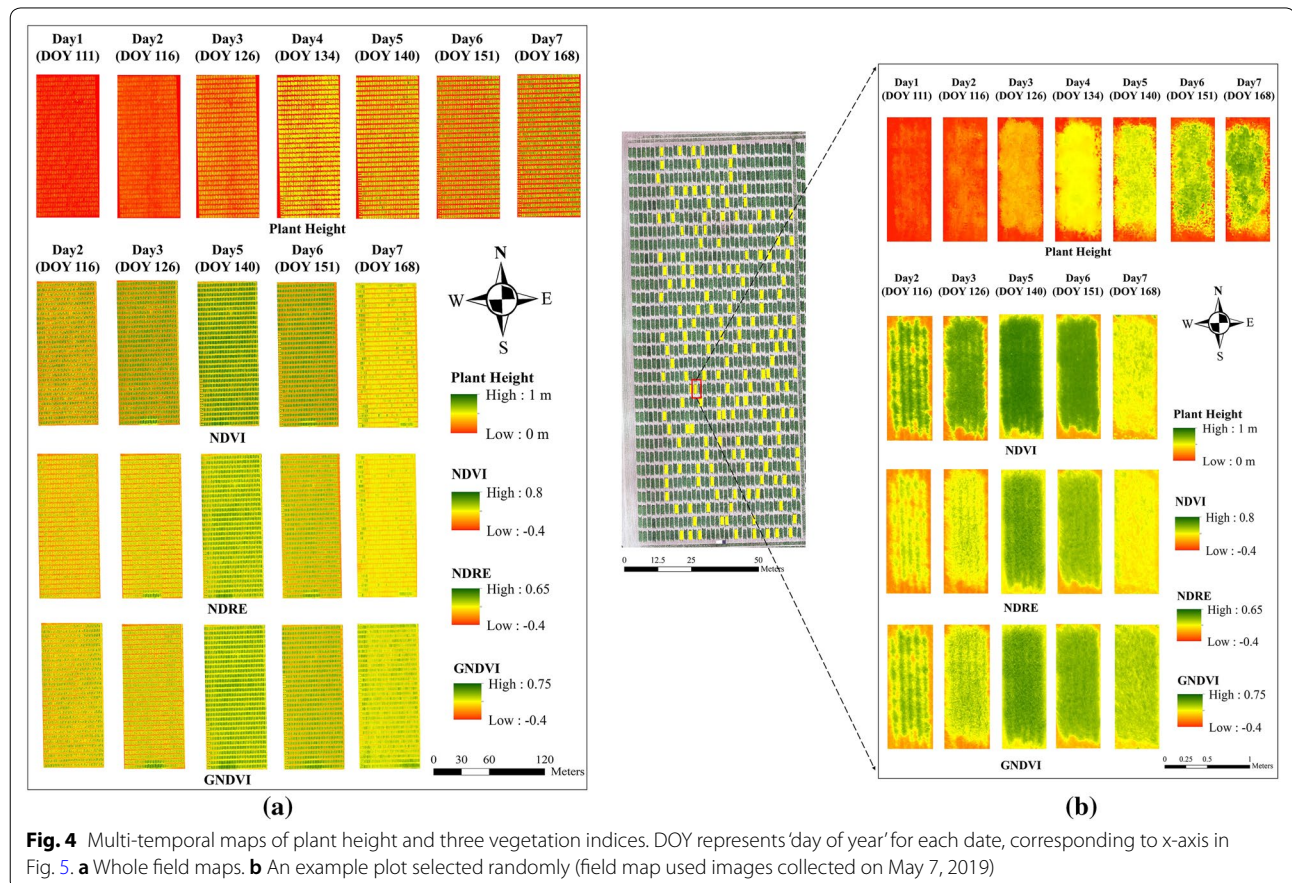 Day1 Day2 Day3 Day4 Day5 Day6 Day7
(DOY 111) (DOY 116) (DOY 126) (DOY 134) (DOY 140) (DOY 151) (DOY 168)
Plant Height
Day2 Day3 Day5 Day6 Day7
(DOY 116) (DOY 126) (DOY 140) (DOY 151) (DOY 168)
N
W E
S
NDVI
NDRE
GNDVI
Plant Height
High : 1 m
Low : 0 m
NDVI
High : 0.8
Low : -0.4
NDRE
High : 0.65
Low : -0.4
GNDVI
High : 0.75
Low : -0.4
0 30 60 120
Meters
(a)
0 12.5 25 50
Meters
Day1 Day2 Day3 Day4 Day5 Day6 Day7
(DOY 111) (DOY 116) (DOY 126) (DOY 134) (DOY 140) (DOY 151) (DOY 168)
Plant Height
Day2 Day3 Day5 Day6 Day7
(DOY 116) (DOY 126) (DOY 140) (DOY 151) (DOY 168)
N
W E
S
NDVI
NDRE
GNDVI
Plant Height
High : 1 m
Low : 0 m
NDVI
High : 0.8
Low : -0.4
NDRE
High : 0.65
Low : -0.4
GNDVI
High : 0.75
Low : -0.4
0 0.25 0.5 1
Meters
(b)
Fig. 4 Multi-temporal maps of plant height and three vegetation indices. DOY represents ‘day of year’ for each date, corresponding to x-axis in
Fig. 5. a Whole field maps. b An example plot selected randomly (field map used images collected on May 7, 2019)